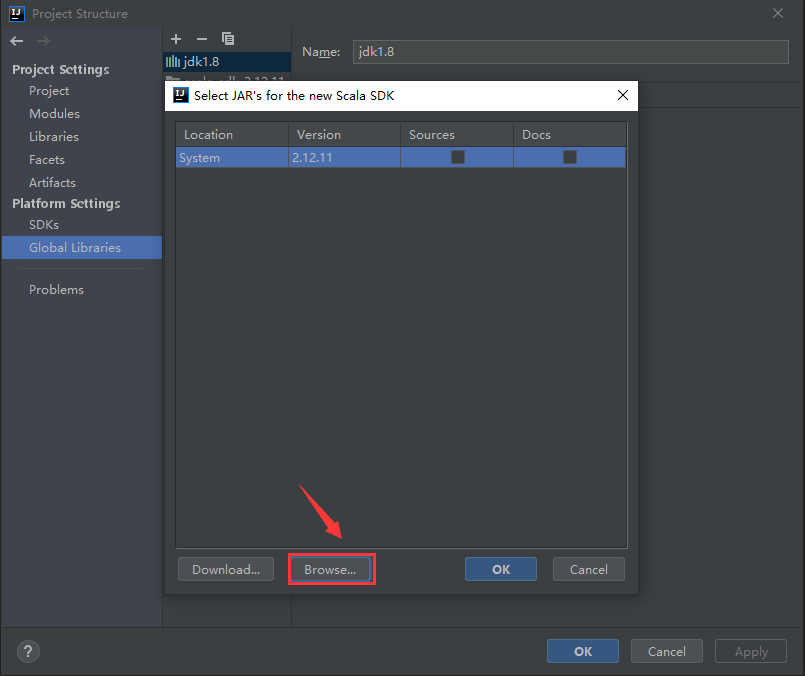 Project Structure
Project Settings
Project
Modules
Libraries
Facets
Artifacts
Platform Settings
SDKs
Global Libraries
Problems
jdk1.8
Name: jdk1.8
Select JAR's for the new Scala SDK
Location Version Sources Docs
System 2.12.11
Download... Browse... OK Cancel
? OK Cancel Apply